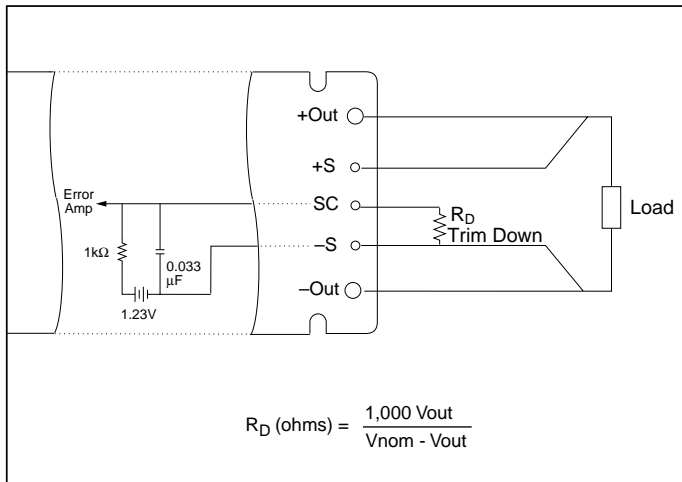 +Out
+S
SC
–S
–Out
Error
Amp
1kΩ
0.033
μF
1.23V
R_D
Trim Down
Load
R_D (ohms) = 1,000 Vout / Vnom - Vout